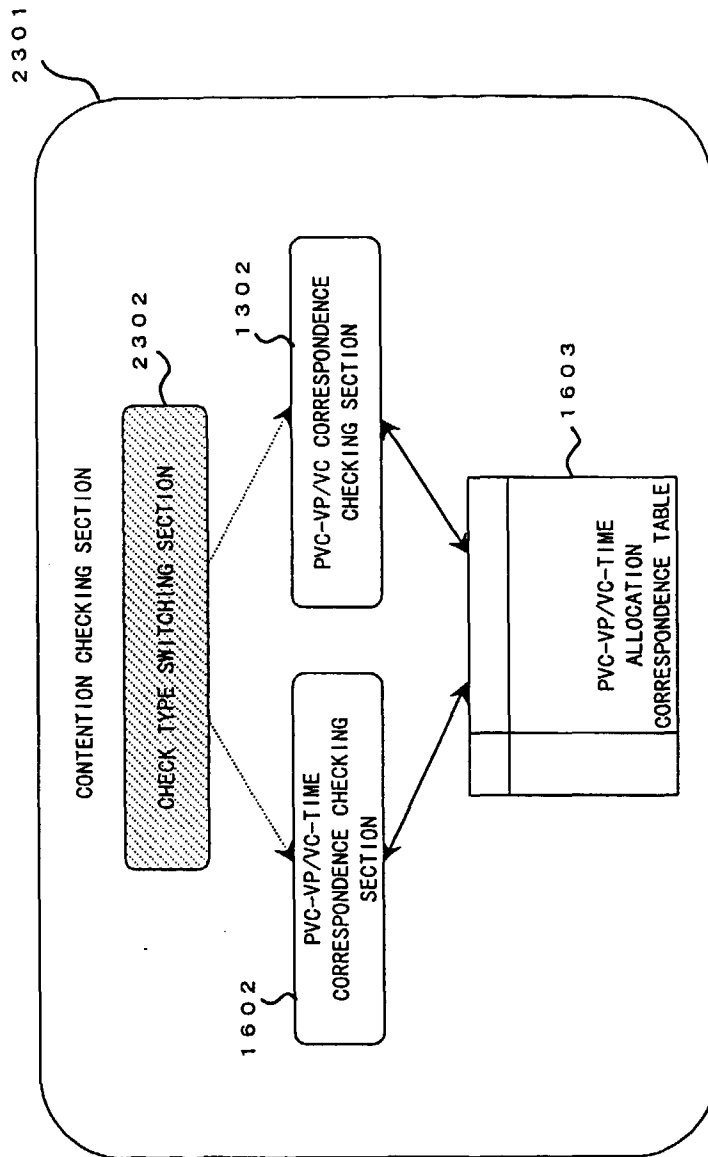 2301
CONTENTION CHECKING SECTION
2302
CHECK TYPE SWITCHING SECTION
1602
PVC-VP/VC-TIME
CORRESPONDENCE CHECKING
SECTION
1302
PVC-VP/VC CORRESPONDENCE
CHECKING SECTION
1603
PVC-VP/VC-TIME
ALLOCATION
CORRESPONDENCE TABLE